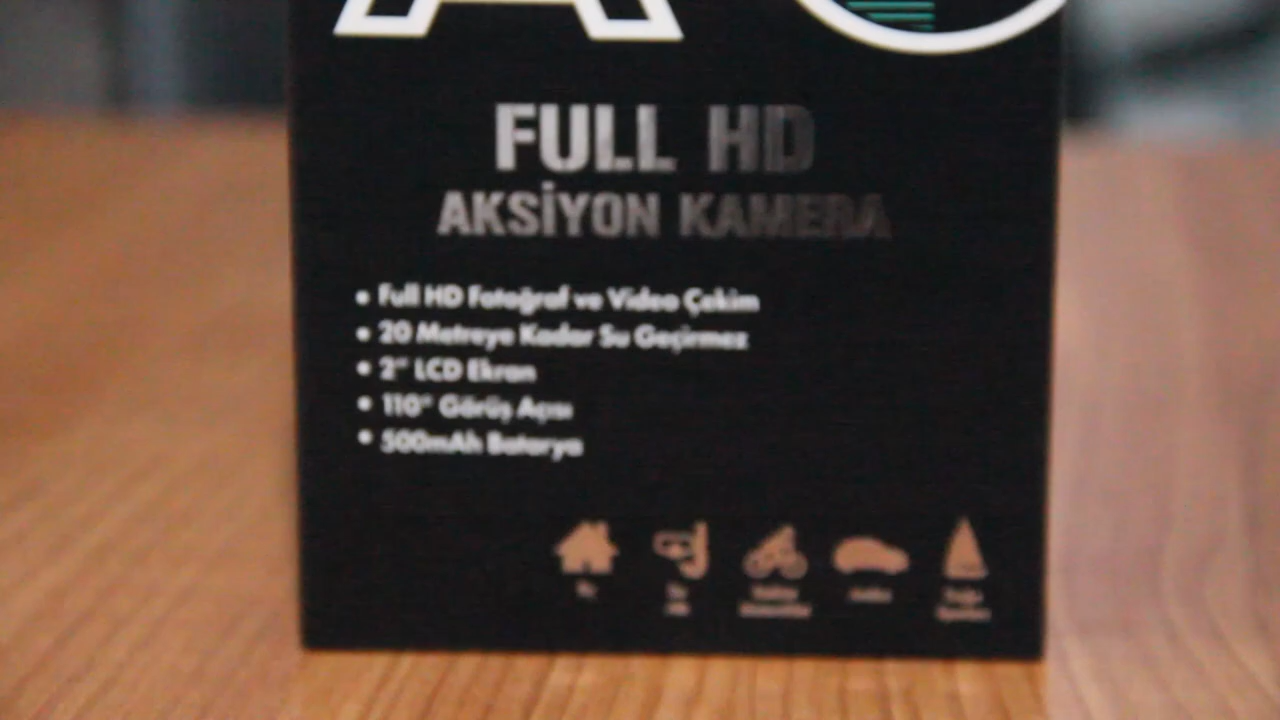 FULL HD
AKSİYON KAMERA
• Full HD Fotoğraf ve Video Çekim
• 20 Metreye Kadar Su Geçirmez
• 2" LCD Ekran
• 110° Görüş Açısı
• 500mAh Batarya